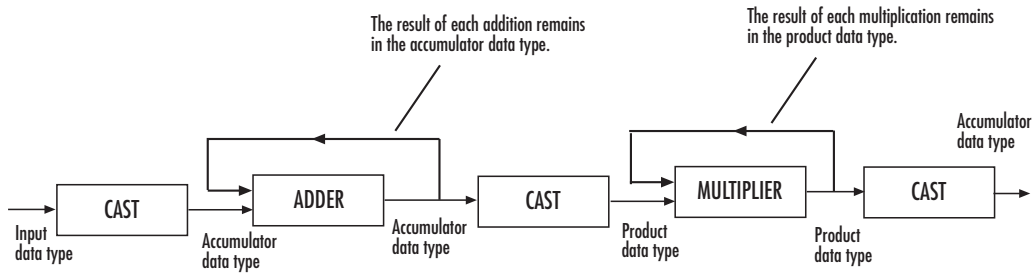 The result of each addition remains
in the accumulator data type.
The result of each multiplication remains
in the product data type.
Accumulator
data type
CAST
ADDER
CAST
MULTIPLIER
CAST
Input
data type
Accumulator
data type
Accumulator
data type
Product
data type
Product
data type